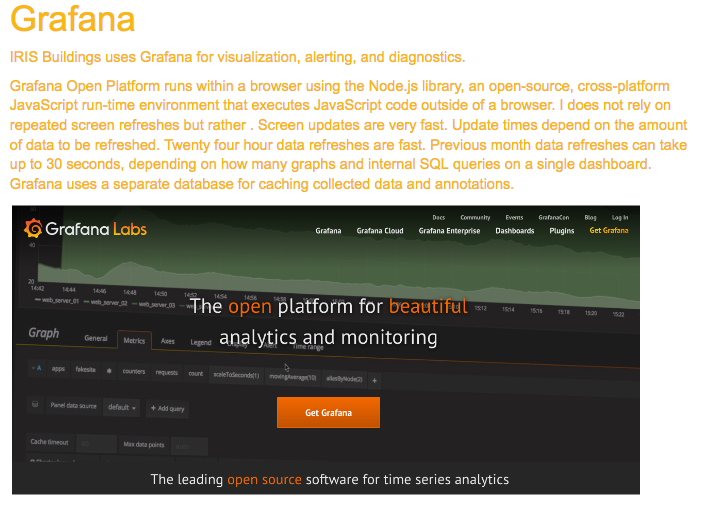 Grafana
IRIS Buildings uses Grafana for visualization, alerting, and diagnostics.
Grafana Open Platform runs within a browser using the Node.js library, an open-source, cross-platform
JavaScript run-time environment that executes JavaScript code outside of a browser. I does not rely on
repeated screen refreshes but rather . Screen updates are very fast. Update times depend on the amount
of data to be refreshed. Twenty four hour data refreshes are fast. Previous month data refreshes can take
up to 30 seconds, depending on how many graphs and internal SQL queries on a single dashboard.
Grafana uses a separate database for caching collected data and annotations.
Docs Community Events GrafanaCon Blog Log In
Grafana Labs
Grafana Grafana Cloud Grafana Enterprise Dashboards Plugins Get Grafana
40
20
14:42 14:44 14:46 14:48 14:50 14:52 15:12 15:14 15:16 15:18 15:20 15:22
web_server_01 web_server_02 web_server_03
The open platform for beautiful
analytics and monitoring
Graph General Metrics Axes Legend Display Alert Time range
A apps fakesite * counters requests count scaleToSeconds(1) movingAverage(10) aliasByNode(2) +
Panel data source default + Add query
Get Grafana
Cache timeout Max data points
The leading open source software for time series analytics